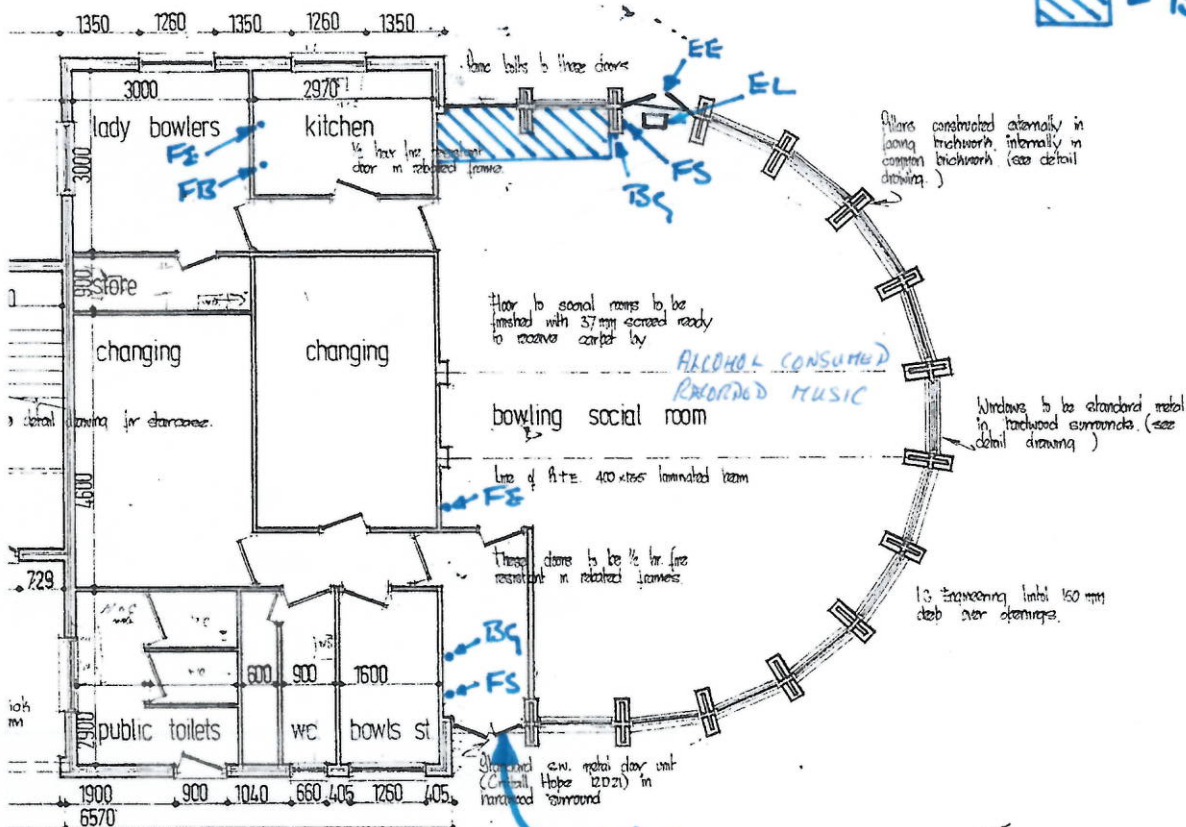 1350 1260 1350 1260 1350
3000 2970
lady bowlers
kitchen
FE
FB
3000
½ hour fire resistant
door in rebated frame.
Panic bolts to these doors
EE
EL
FS
BG
Pillars constructed externally in
facing brickwork, internally in
common brickwork (see detail
drawing.)
900
store
changing
changing
Floor to social rooms to be
finished with 37mm screed ready
to receive carpet lay
ALCOHOL CONSUMED
RECORDED MUSIC
bowling social room
Windows to be standard metal
in hardwood surrounds. (see
detail drawing)
detail drawing for staircase.
400 x 135 laminated beam
4600
FE
These doors to be ½ hr. fire
resistant in rebated frames.
729
I.G Engineering lintol 150 mm
deep over openings.
BG
FS
600 900 1600
2900
public toilets
wc
bowls st
Standard s.w. metal door unit
in
hardwood surround
1900 900 1040 660 405 1260 405
6570